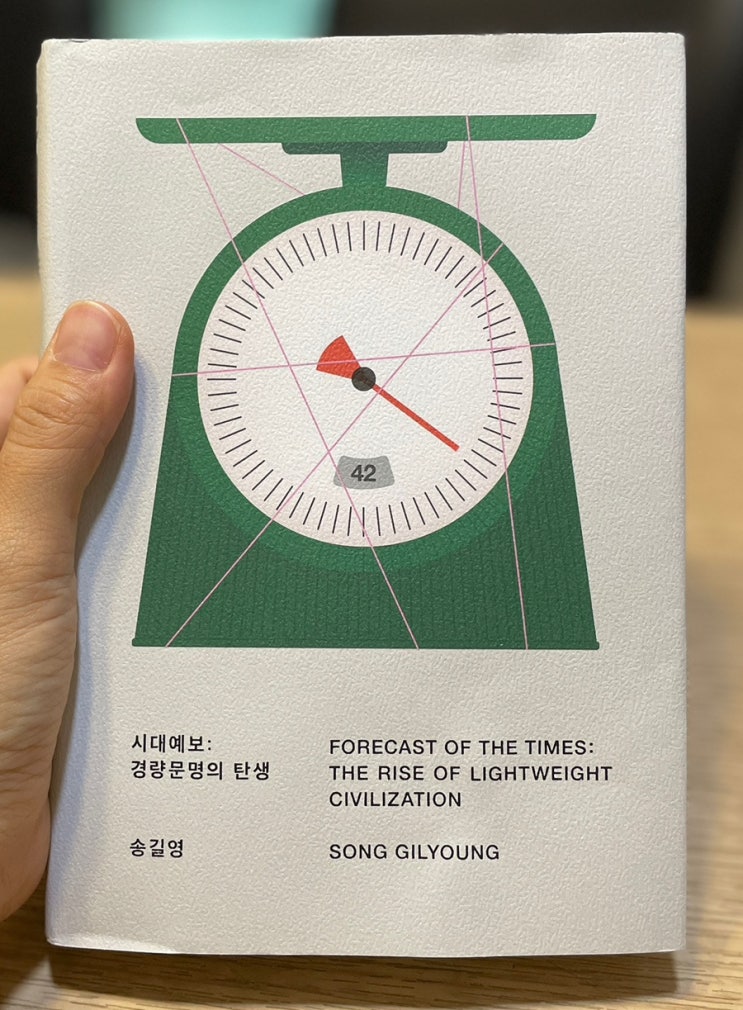 42
시대예보:
경량문명의 탄생
FORECAST OF THE TIMES:
THE RISE OF LIGHTWEIGHT
CIVILIZATION
송길영
SONG GILYOUNG